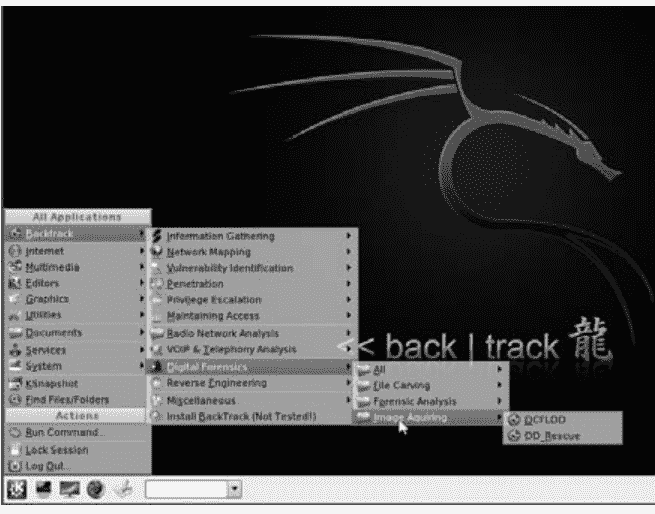 All Applications
Backtrack
Internet
Multimedia
Editors
Graphics
Utilities
Documents
Services
System
KSnapshot
Find Files/Folders
Actions
Run Command...
Lock Session
Log Out...
Information Gathering
Network Mapping
Vulnerability Identification
Penetration
Privilege Escalation
Maintaining Access
Radio Network Analysis
VOIP & Telephony Analysis
Digital Forensics
Reverse Engineering
Miscellaneous
Install BackTrack (Not Tested!)
All
File Carving
Forensic Analysis
Image Aquiring
DCFLDD
DD_Rescue
<< back | track 龍